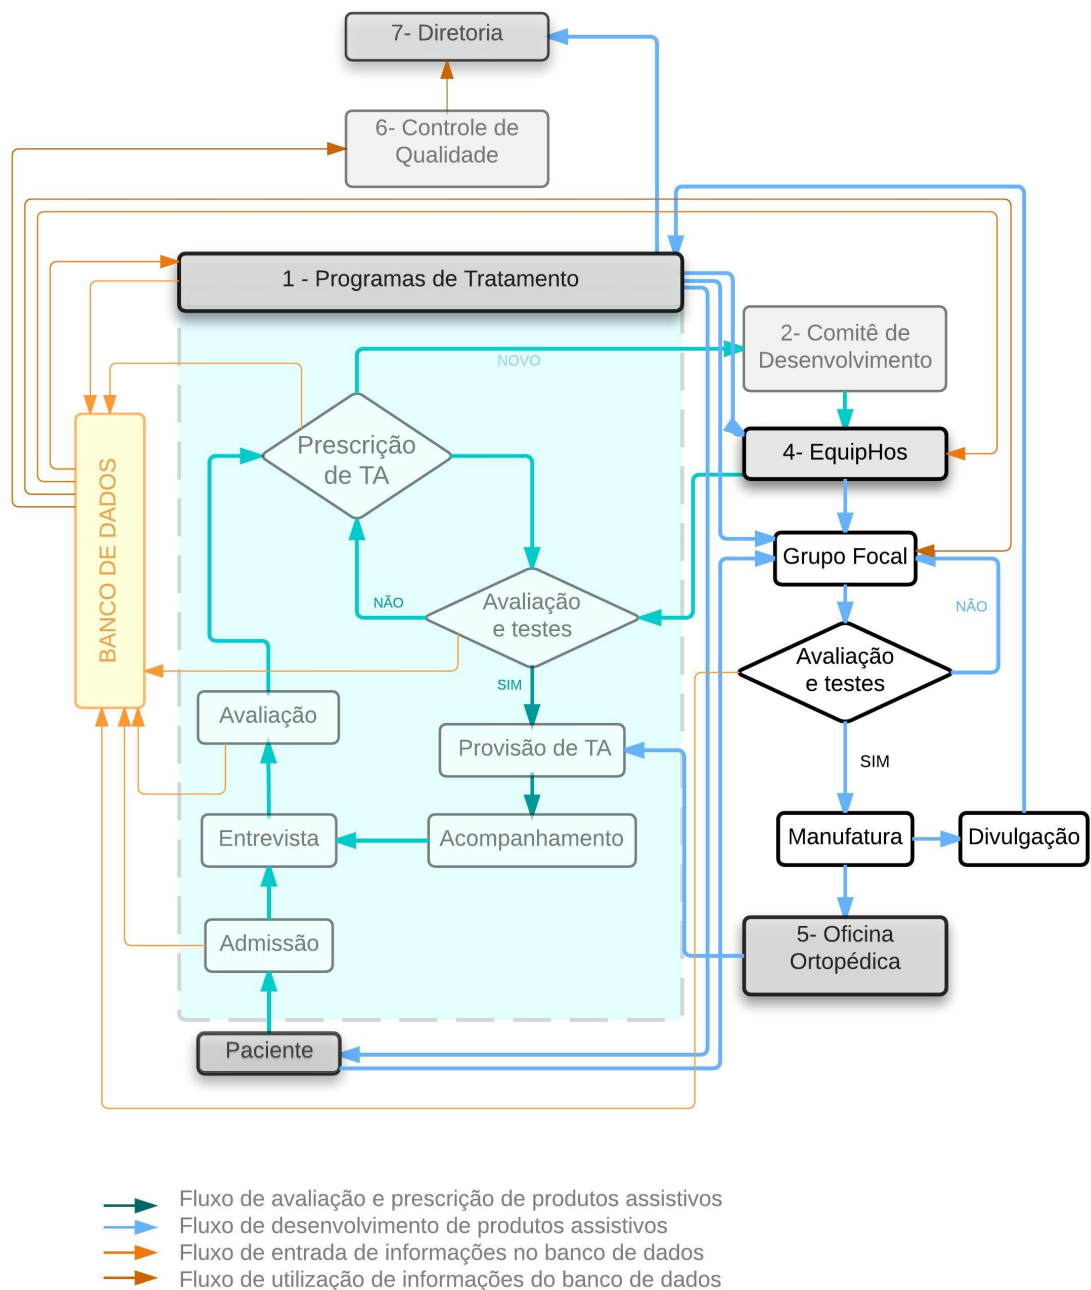 7- Diretoria
6- Controle de
Qualidade
1 - Programas de Tratamento
2- Comitê de
Desenvolvimento
NOVO
Prescrição
de TA
4- EquipHos
BANCO DE DADOS
Grupo Focal
NÃO
Avaliação
e testes
NÃO
Avaliação
e testes
SIM
Avaliação
Provisão de TA
SIM
Entrevista
Acompanhamento
Manufatura
Divulgação
Admissão
5- Oficina
Ortopédica
Paciente
Fluxo de avaliação e prescrição de produtos assistivos
Fluxo de desenvolvimento de produtos assistivos
Fluxo de entrada de informações no banco de dados
Fluxo de utilização de informações do banco de dados